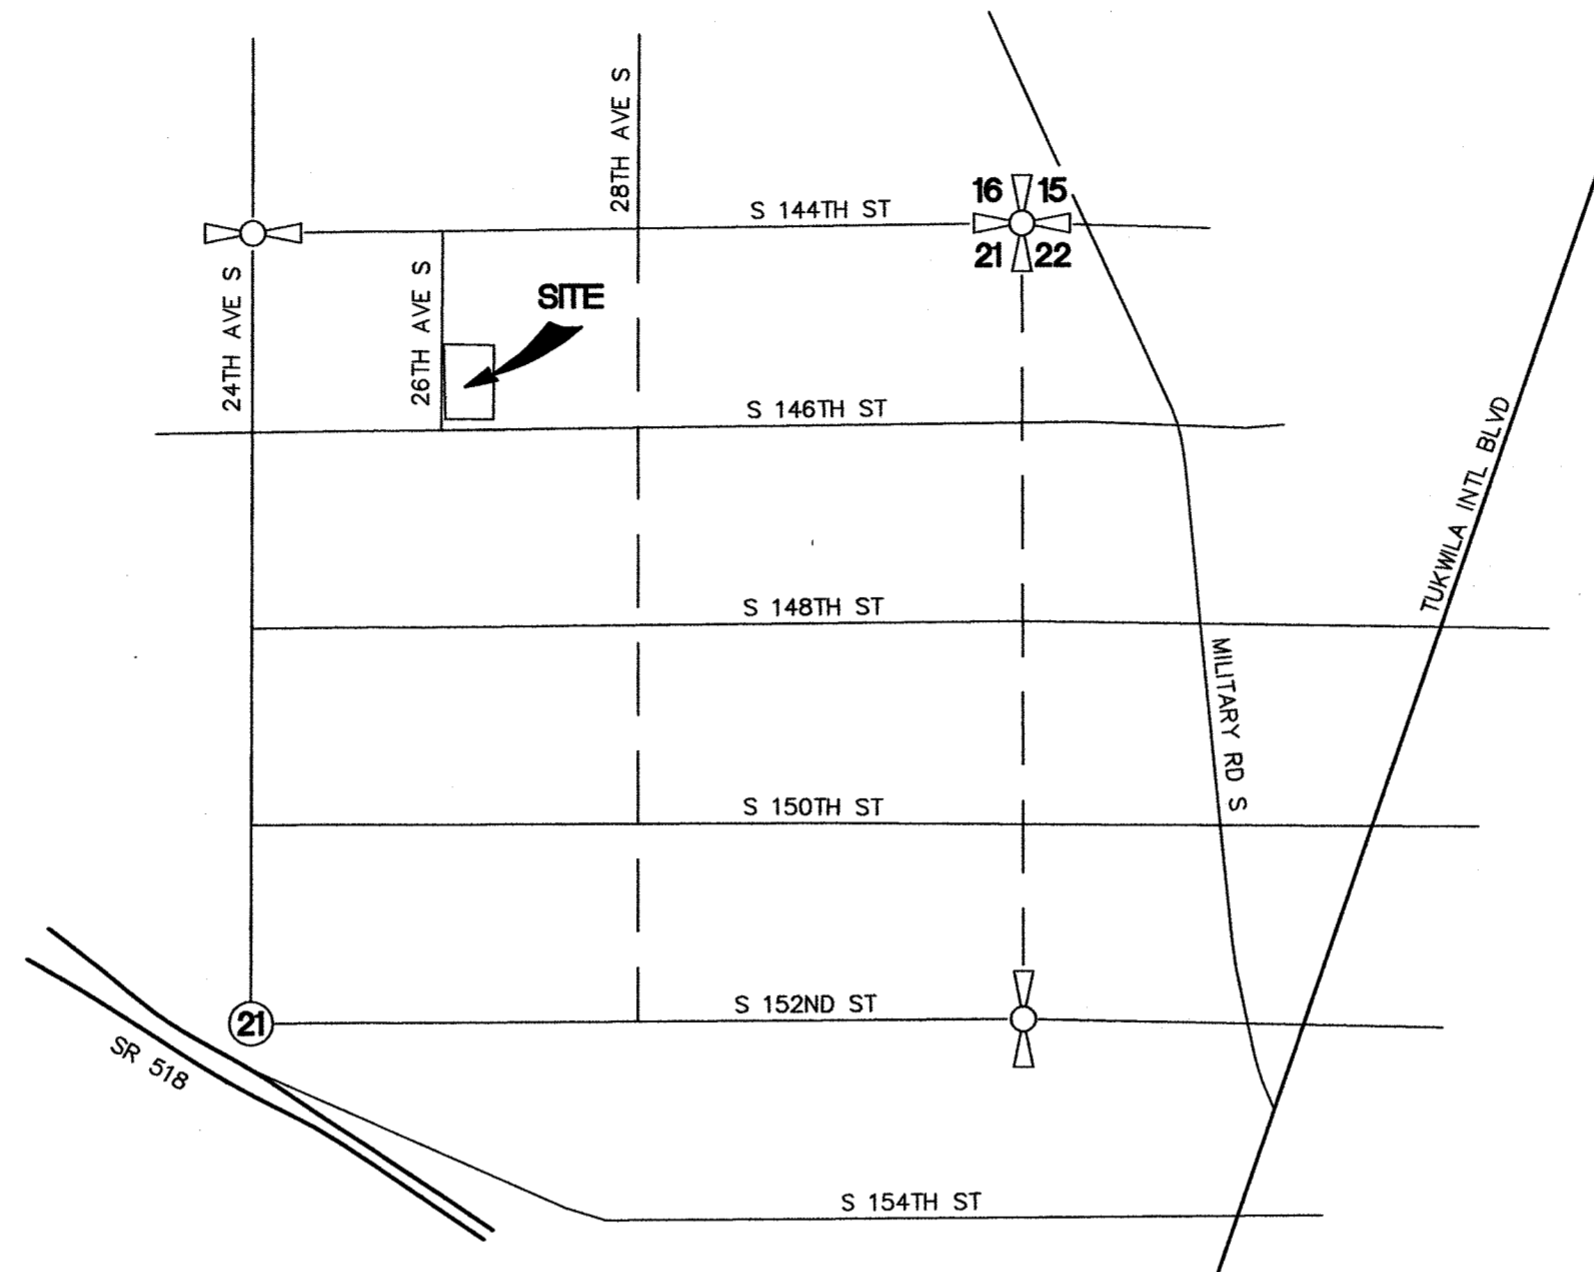 28TH AVE S
16 15
S 144TH ST
21 22
24TH AVE S
26TH AVE S
SITE
S 146TH ST
TUKWILA INTL BLVD
S 148TH ST
MILITARY RD S
S 150TH ST
21
S 152ND ST
SR 518
S 154TH ST